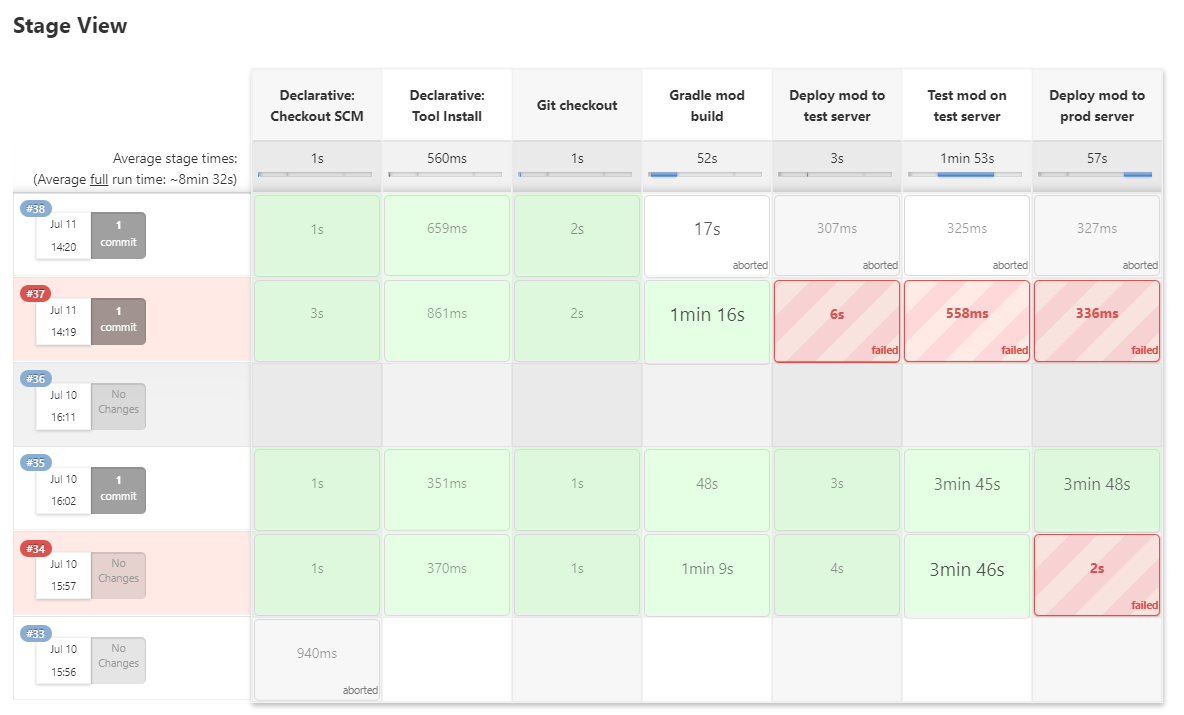 Stage View
Declarative:
Checkout SCM
Declarative:
Tool Install
Git checkout
Gradle mod
build
Deploy mod to
test server
Test mod on
test server
Deploy mod to
prod server
Average stage times:
(Average full run time: ~8min 32s)
1s
560ms
1s
52s
3s
1min 53s
57s
#38
Jul 11
14:20
1
commit
1s
659ms
2s
17s
aborted
307ms
aborted
325ms
aborted
327ms
aborted
#37
Jul 11
14:19
1
commit
3s
861ms
2s
1min 16s
6s
failed
558ms
failed
336ms
failed
#36
Jul 10
16:11
No
Changes
#35
Jul 10
16:02
1
commit
1s
351ms
1s
48s
3s
3min 45s
3min 48s
#34
Jul 10
15:57
No
Changes
1s
370ms
1s
1min 9s
4s
3min 46s
2s
failed
#33
Jul 10
15:56
No
Changes
940ms
aborted